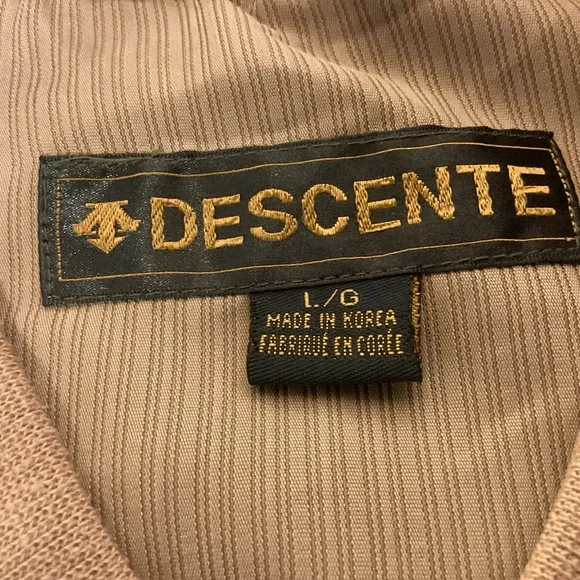 DESCENTE
L/G
MADE IN KOREA
FABRIQUÉ EN CORÉE